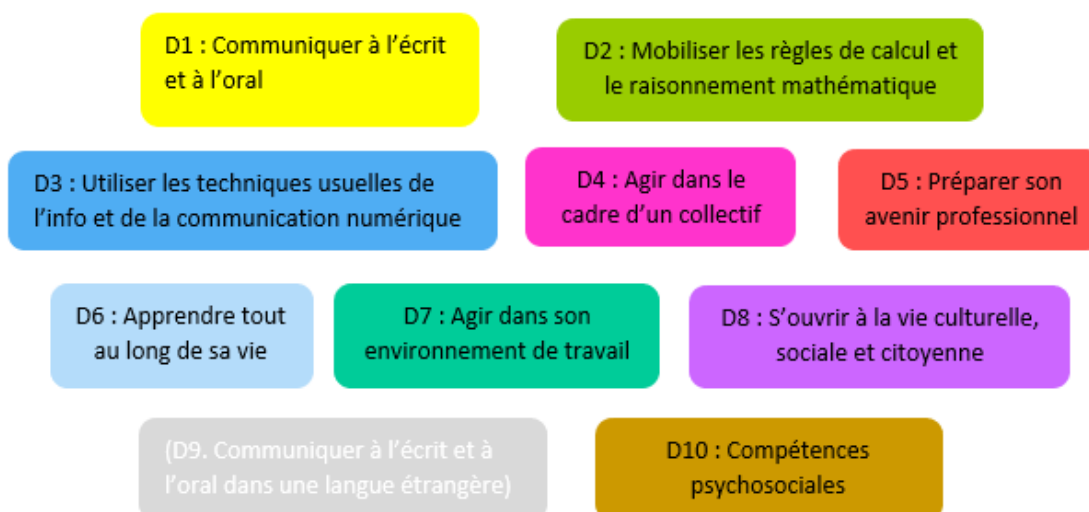 D1 : Communiquer à l’écrit
et à l’oral
D2 : Mobiliser les règles de calcul et
le raisonnement mathématique
D3 : Utiliser les techniques usuelles de
l’info et de la communication numérique
D4 : Agir dans le
cadre d’un collectif
D5 : Préparer son
avenir professionnel
D6 : Apprendre tout
au long de sa vie
D7 : Agir dans son
environnement de travail
D8 : S’ouvrir à la vie culturelle,
sociale et citoyenne
(D9. Communiquer à l’écrit et à
l’oral dans une langue étrangère)
D10 : Compétences
psychosociales